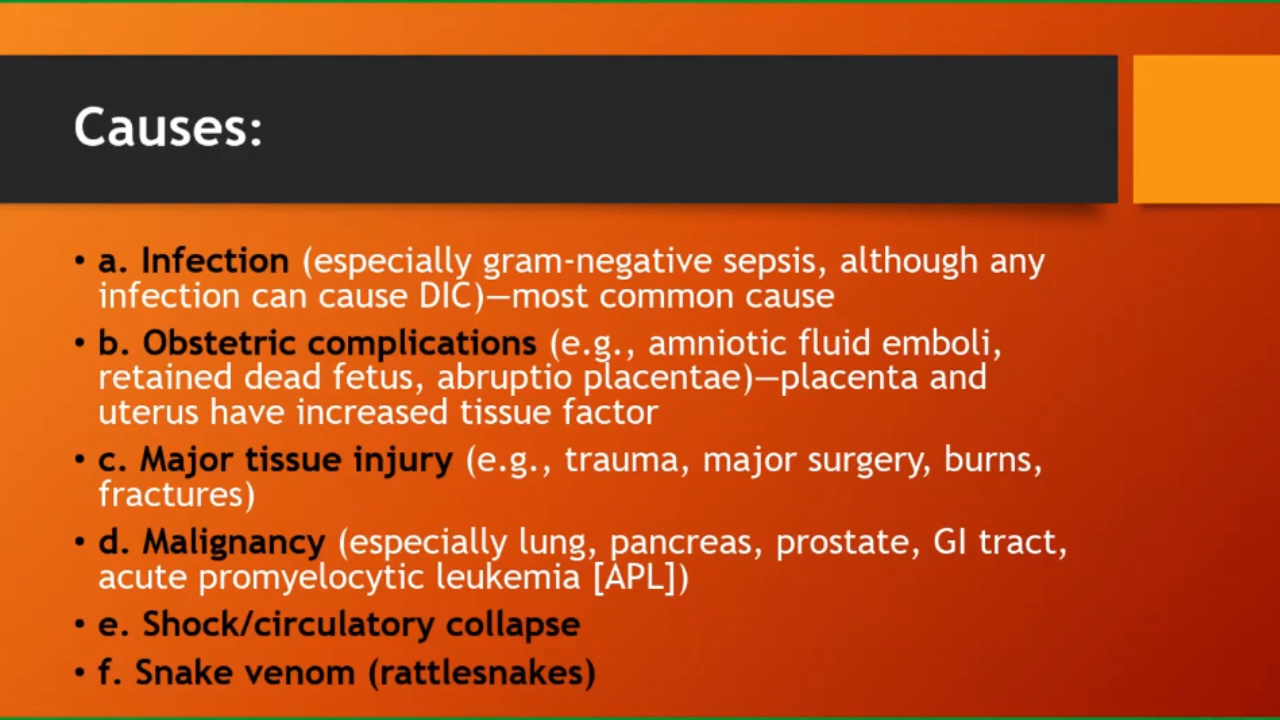 Causes:
• a. Infection (especially gram-negative sepsis, although any
infection can cause DIC)—most common cause
• b. Obstetric complications (e.g., amniotic fluid emboli,
retained dead fetus, abruptio placentae)—placenta and
uterus have increased tissue factor
• c. Major tissue injury (e.g., trauma, major surgery, burns,
fractures)
• d. Malignancy (especially lung, pancreas, prostate, GI tract,
acute promyelocytic leukemia [APL])
• e. Shock/circulatory collapse
• f. Snake venom (rattlesnakes)